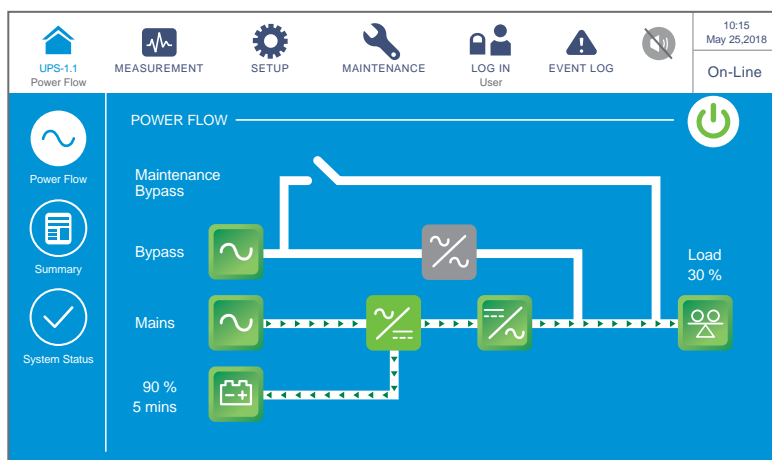 UPS-1.1
Power Flow
MEASUREMENT
SETUP
MAINTENANCE
LOG IN
User
EVENT LOG
10:15
May 25,2018
On-Line
Power Flow
Summary
System Status
POWER FLOW
Maintenance
Bypass
Bypass
Load
30 %
Mains
90 %
5 mins